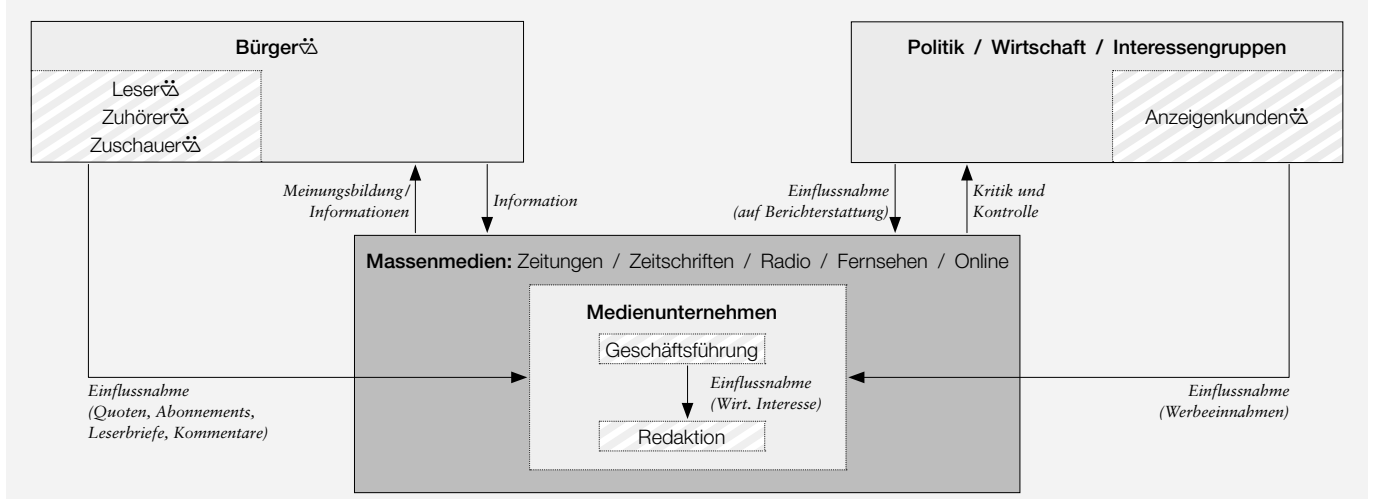 Bürger⚣
Leser
Zuhörer
Zuschauer
Politik / Wirtschaft / Interessengruppen
Anzeigenkunden
Meinungsbildung/
Informationen
Information
Einflussnahme
(auf Berichterstattung)
Kritik und
Kontrolle
Massenmedien: Zeitungen / Zeitschriften / Radio / Fernsehen / Online
Medienunternehmen
Geschäftsführung
Einflussnahme
(Wirt. Interesse)
Redaktion
Einflussnahme
(Quoten, Abonnements,
Leserbriefe, Kommentare)
Einflussnahme
(Werbeeinnahmen)